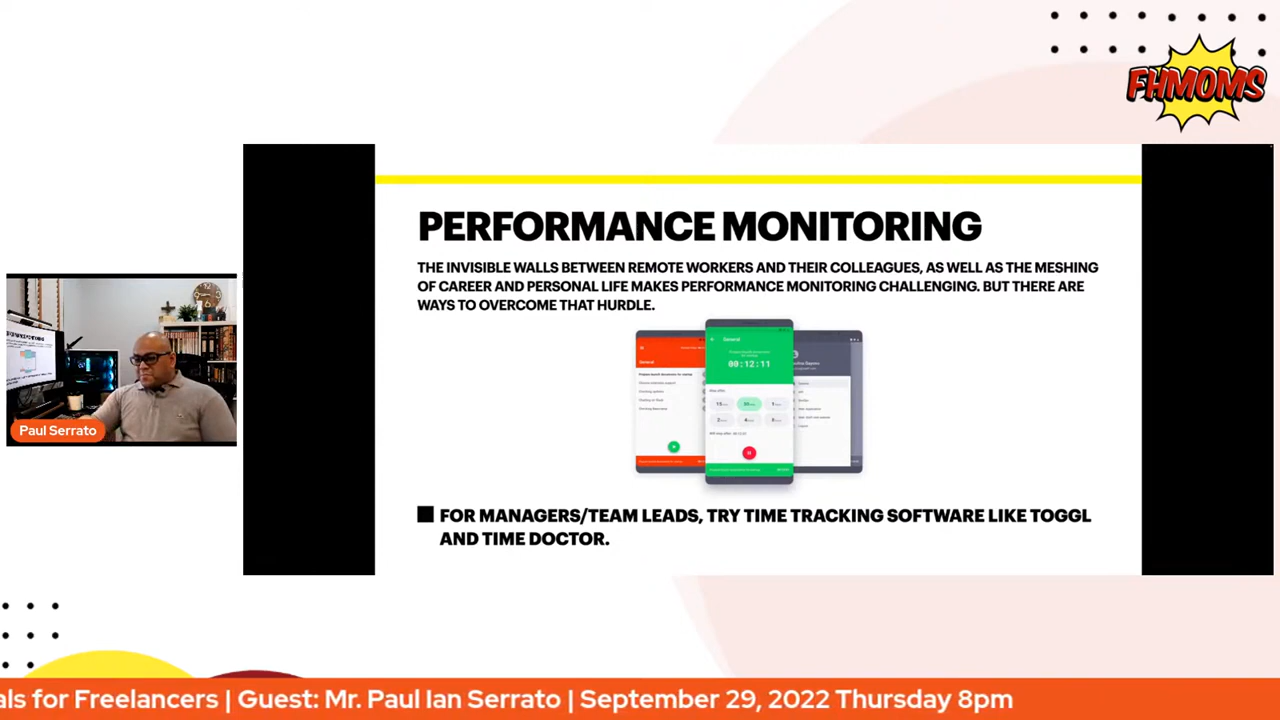 FHMOMS
PERFORMANCE MONITORING
THE INVISIBLE WALLS BETWEEN REMOTE WORKERS AND THEIR COLLEAGUES, AS WELL AS THE MESHING
OF CAREER AND PERSONAL LIFE MAKES PERFORMANCE MONITORING CHALLENGING. BUT THERE ARE
WAYS TO OVERCOME THAT HURDLE.
General
General
00:12:11
FOR MANAGERS/TEAM LEADS, TRY TIME TRACKING SOFTWARE LIKE TOGGL
AND TIME DOCTOR.
Paul Serrato
als for Freelancers | Guest: Mr. Paul Ian Serrato | September 29, 2022 Thursday 8pm